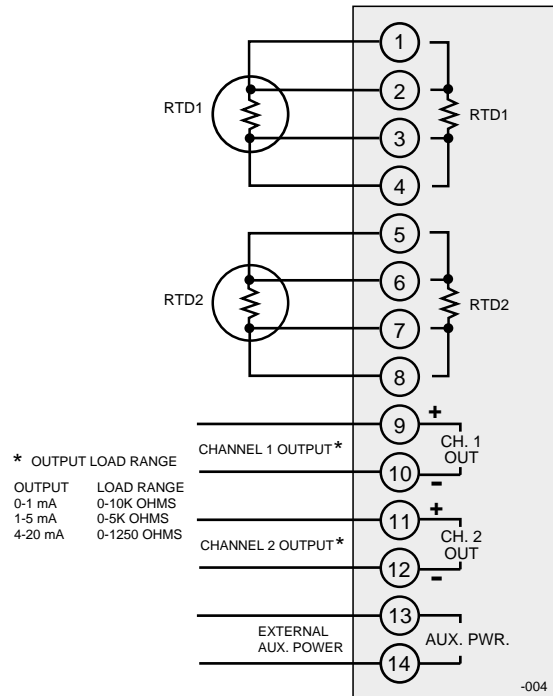 1
2
RTD1
RTD1
3
4
5
6
RTD2
RTD2
7
8
9
+
CHANNEL 1 OUTPUT*
CH. 1
OUT
* OUTPUT LOAD RANGE
10
-
OUTPUT LOAD RANGE
0-1 mA 0-10K OHMS
1-5 mA 0-5K OHMS
4-20 mA 0-1250 OHMS
11
+
CHANNEL 2 OUTPUT*
CH. 2
OUT
12
-
13
EXTERNAL
AUX. POWER
AUX. PWR.
14
-004